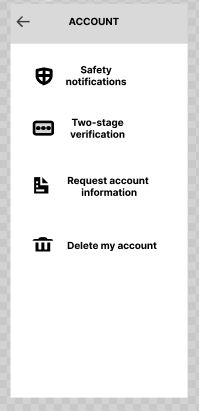 ACCOUNT
Safety
notifications
Two-stage
verification
Request account
information
Delete my account